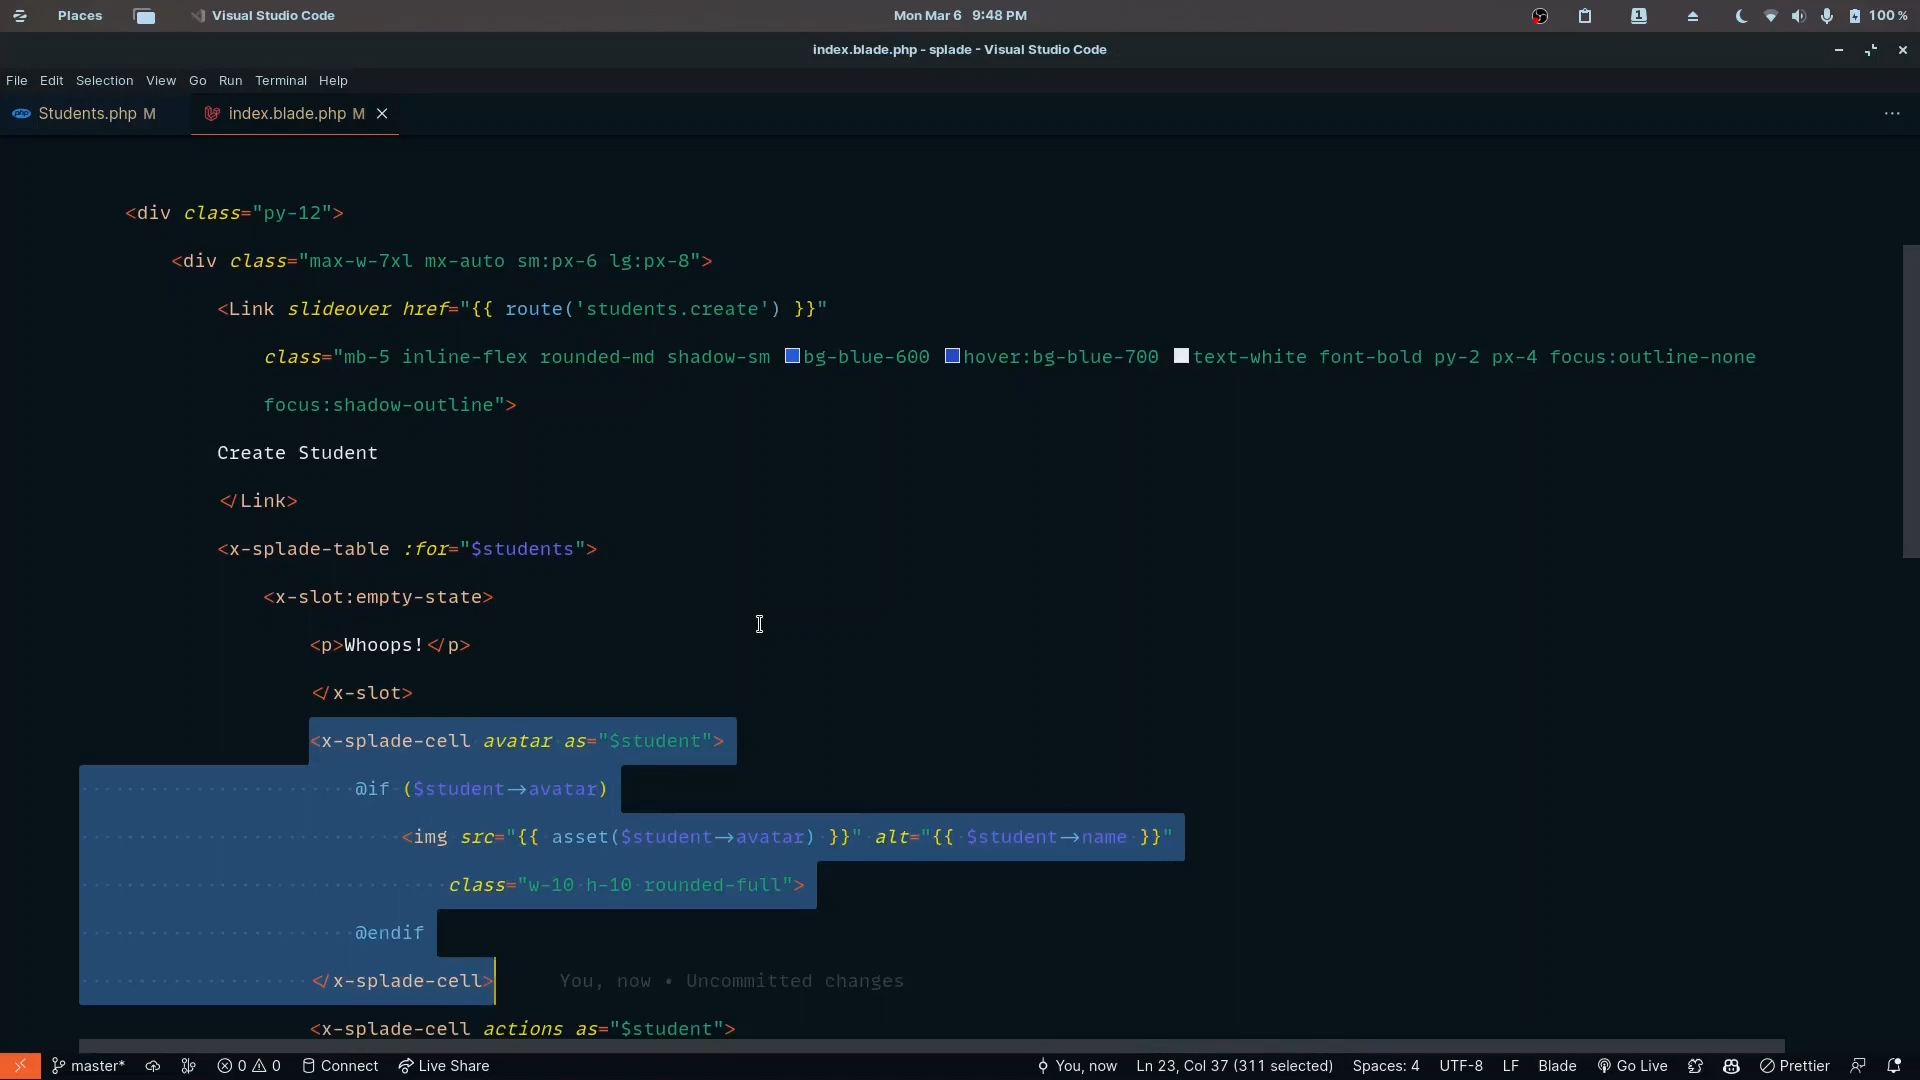 Places Visual Studio Code Mon Mar 6 9:48 PM 1 100 %
index.blade.php - splade - Visual Studio Code
File Edit Selection View Go Run Terminal Help
php Students.php M index.blade.php M
<div class="py-12">
<div class="max-w-7xl mx-auto sm:px-6 lg:px-8">
<Link slideover href="{{ route('students.create') }}"
class="mb-5 inline-flex rounded-md shadow-sm bg-blue-600 hover:bg-blue-700 text-white font-bold py-2 px-4 focus:outline-none
focus:shadow-outline">
Create Student
</Link>
<x-splade-table :for="$students">
<x-slot:empty-state>
<p>Whoops!</p>
</x-slot>
<x-splade-cell avatar as="$student">
@if ($student->avatar)
<img src="{{ asset($student->avatar) }}" alt="{{ $student->name }}"
class="w-10 h-10 rounded-full">
@endif
</x-splade-cell> You, now • Uncommitted changes
<x-splade-cell actions as="$student">
master* 0 0 Connect Live Share You, now Ln 23, Col 37 (311 selected) Spaces: 4 UTF-8 LF Blade Go Live Prettier